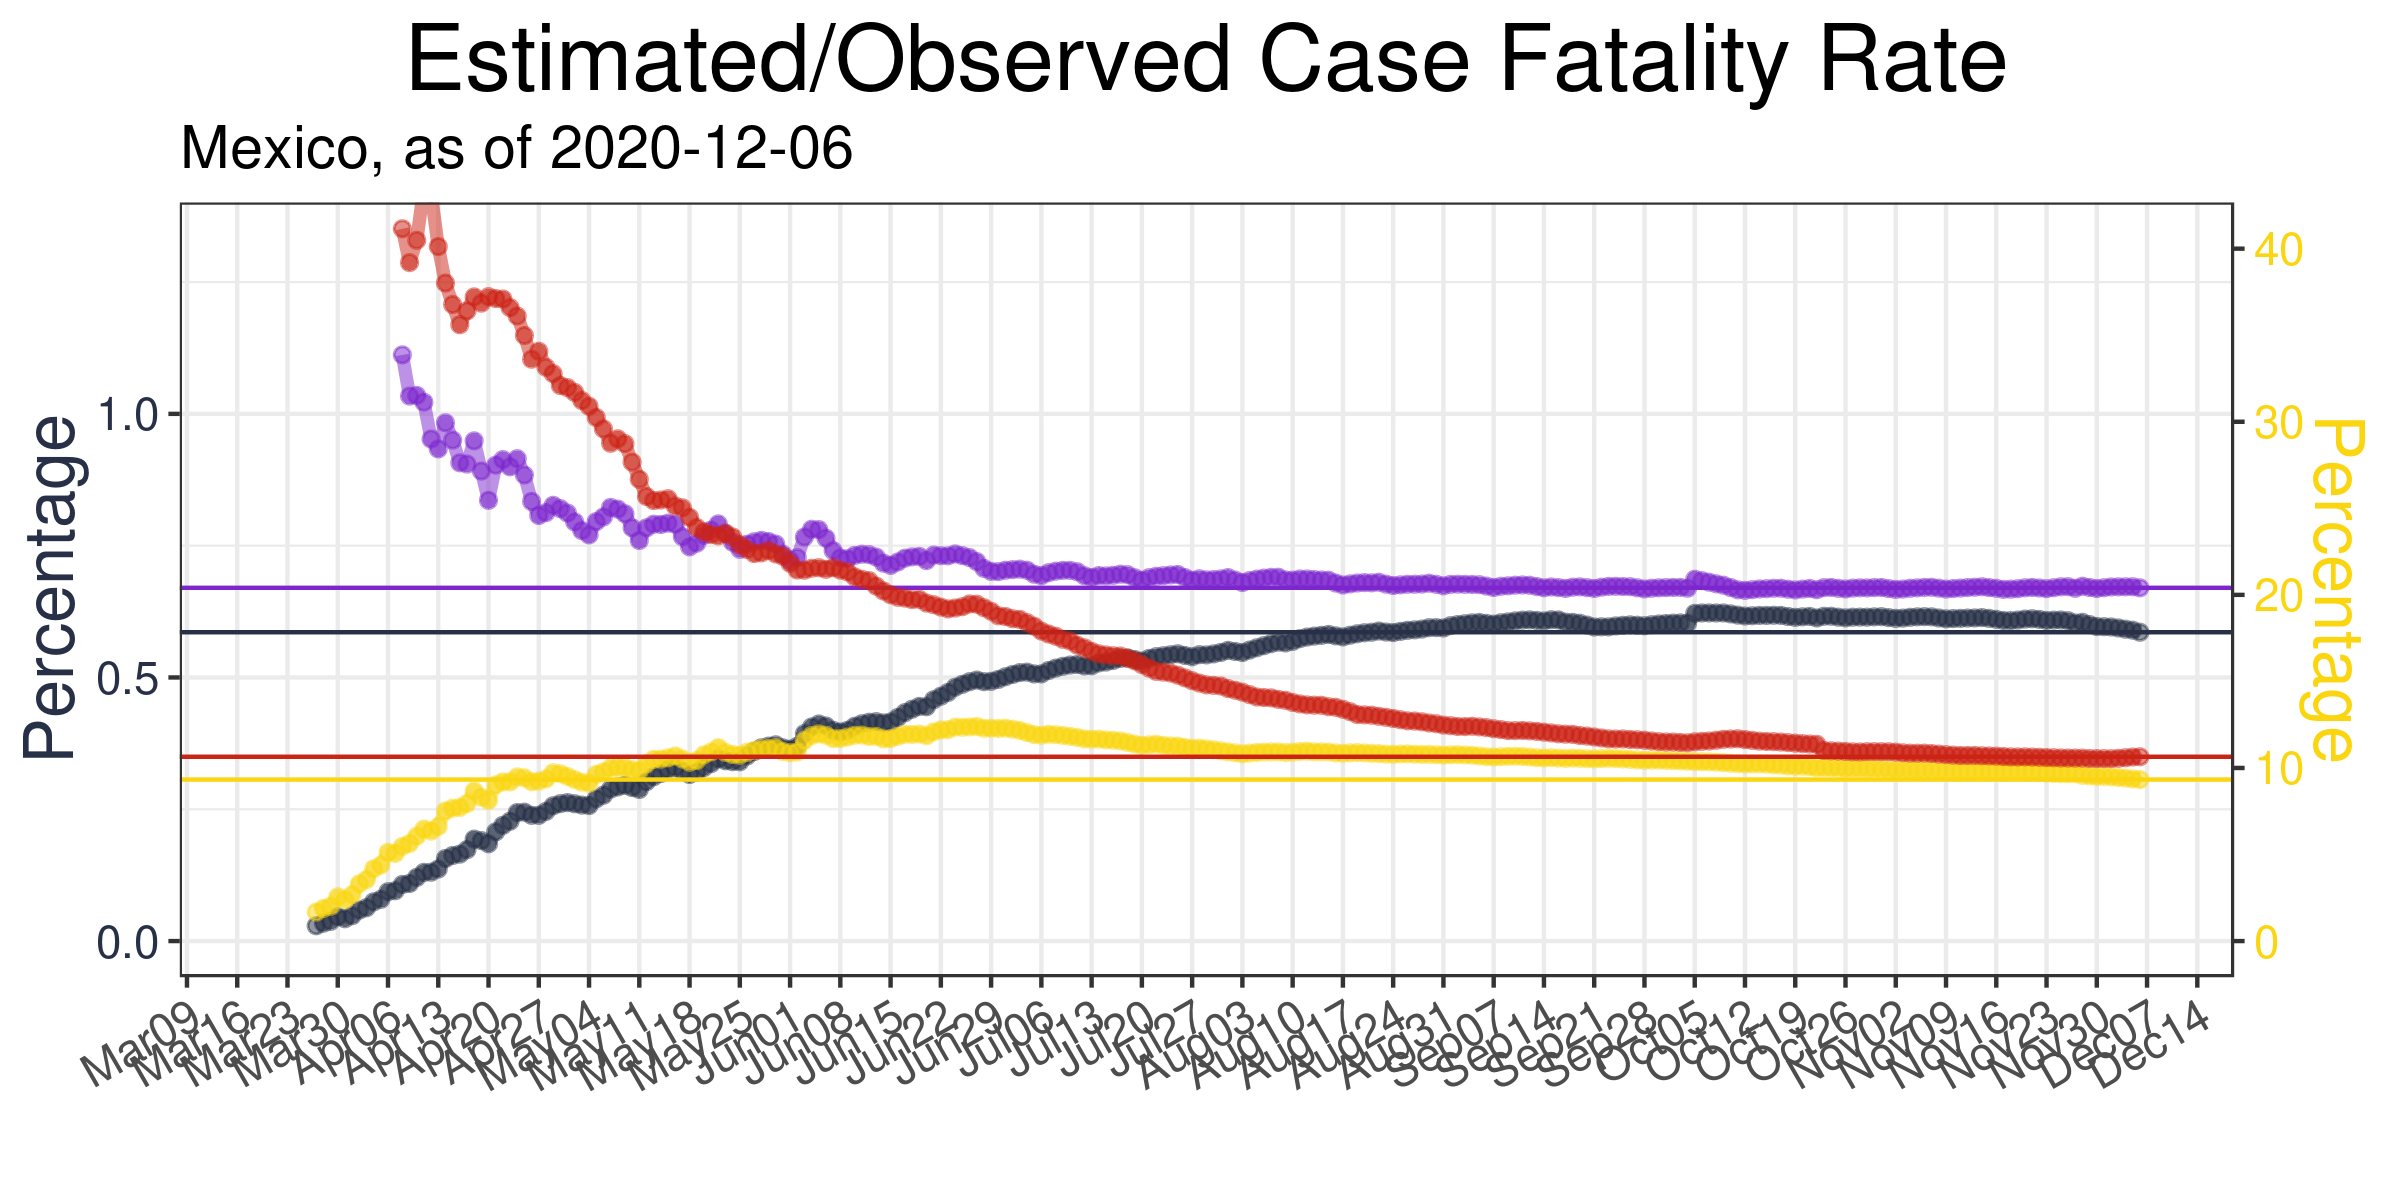 Estimated/Observed Case Fatality Rate
Mexico, as of 2020-12-06
Percentage
1.0
0.5
0.0
40
30
20
10
0
Percentage
Mar09
Mar16
Mar23
Mar30
Apr06
Apr13
Apr20
Apr27
May04
May11
May18
May25
Jun01
Jun08
Jun15
Jun22
Jun29
Jul06
Jul13
Jul20
Jul27
Aug03
Aug10
Aug17
Aug24
Aug31
Sep07
Sep14
Sep21
Sep28
Oct05
Oct12
Oct19
Oct26
Nov02
Nov09
Nov16
Nov23
Nov30
Dec07
Dec14